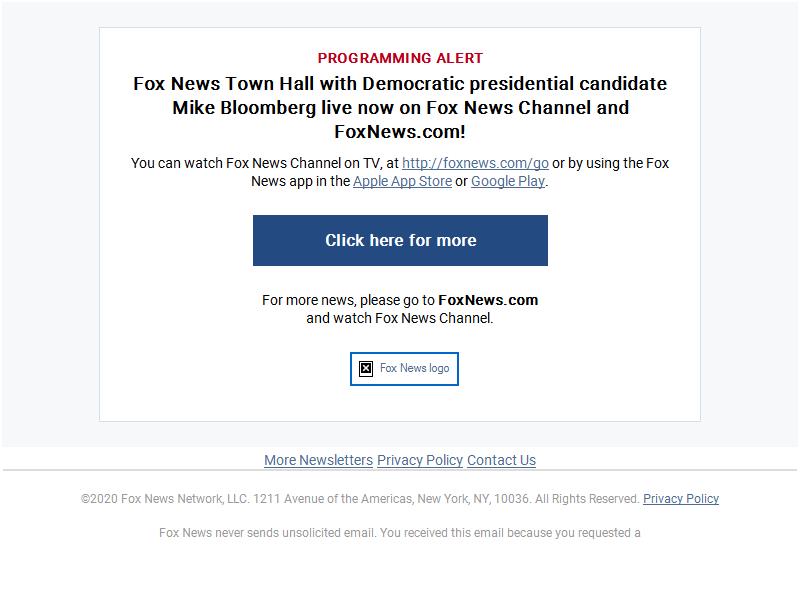 PROGRAMMING ALERT
Fox News Town Hall with Democratic presidential candidate
Mike Bloomberg live now on Fox News Channel and
FoxNews.com!
You can watch Fox News Channel on TV, at http://foxnews.com/go or by using the Fox
News app in the Apple App Store or Google Play.
Click here for more
For more news, please go to FoxNews.com
and watch Fox News Channel.
Fox News logo
More Newsletters Privacy Policy Contact Us
©2020 Fox News Network, LLC. 1211 Avenue of the Americas, New York, NY, 10036. All Rights Reserved. Privacy Policy
Fox News never sends unsolicited email. You received this email because you requested a